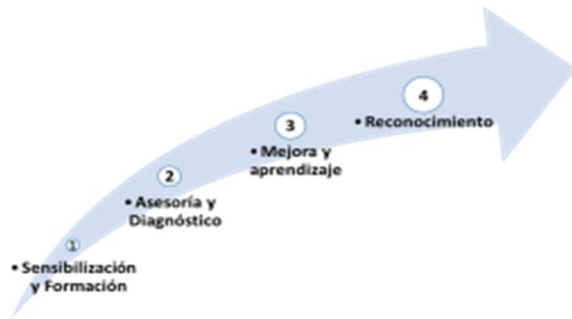 1
• Sensibilización
y Formación
2
• Asesoría y
Diagnóstico
3
• Mejora y
aprendizaje
4
• Reconocimiento